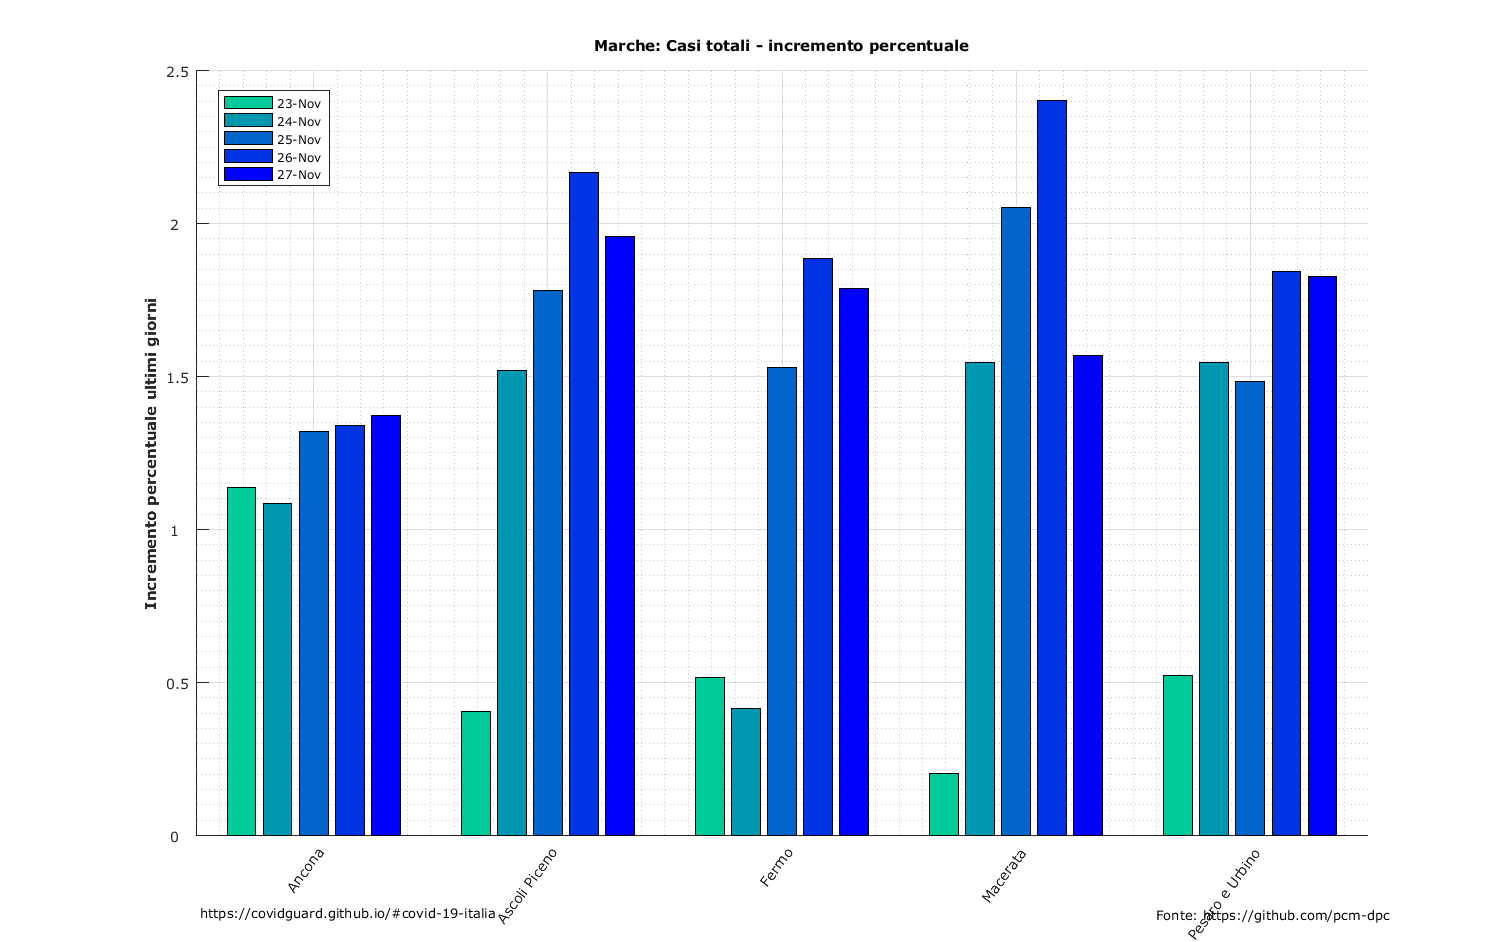 Marche: Casi totali - incremento percentuale
2.5
2
1.5
1
0.5
0
Incremento percentuale ultimi giorni
23-Nov
24-Nov
25-Nov
26-Nov
27-Nov
Ancona
Ascoli Piceno
Fermo
Macerata
Pesaro e Urbino
https://covidguard.github.io/#covid-19-italia
Fonte: https://github.com/pcm-dpc